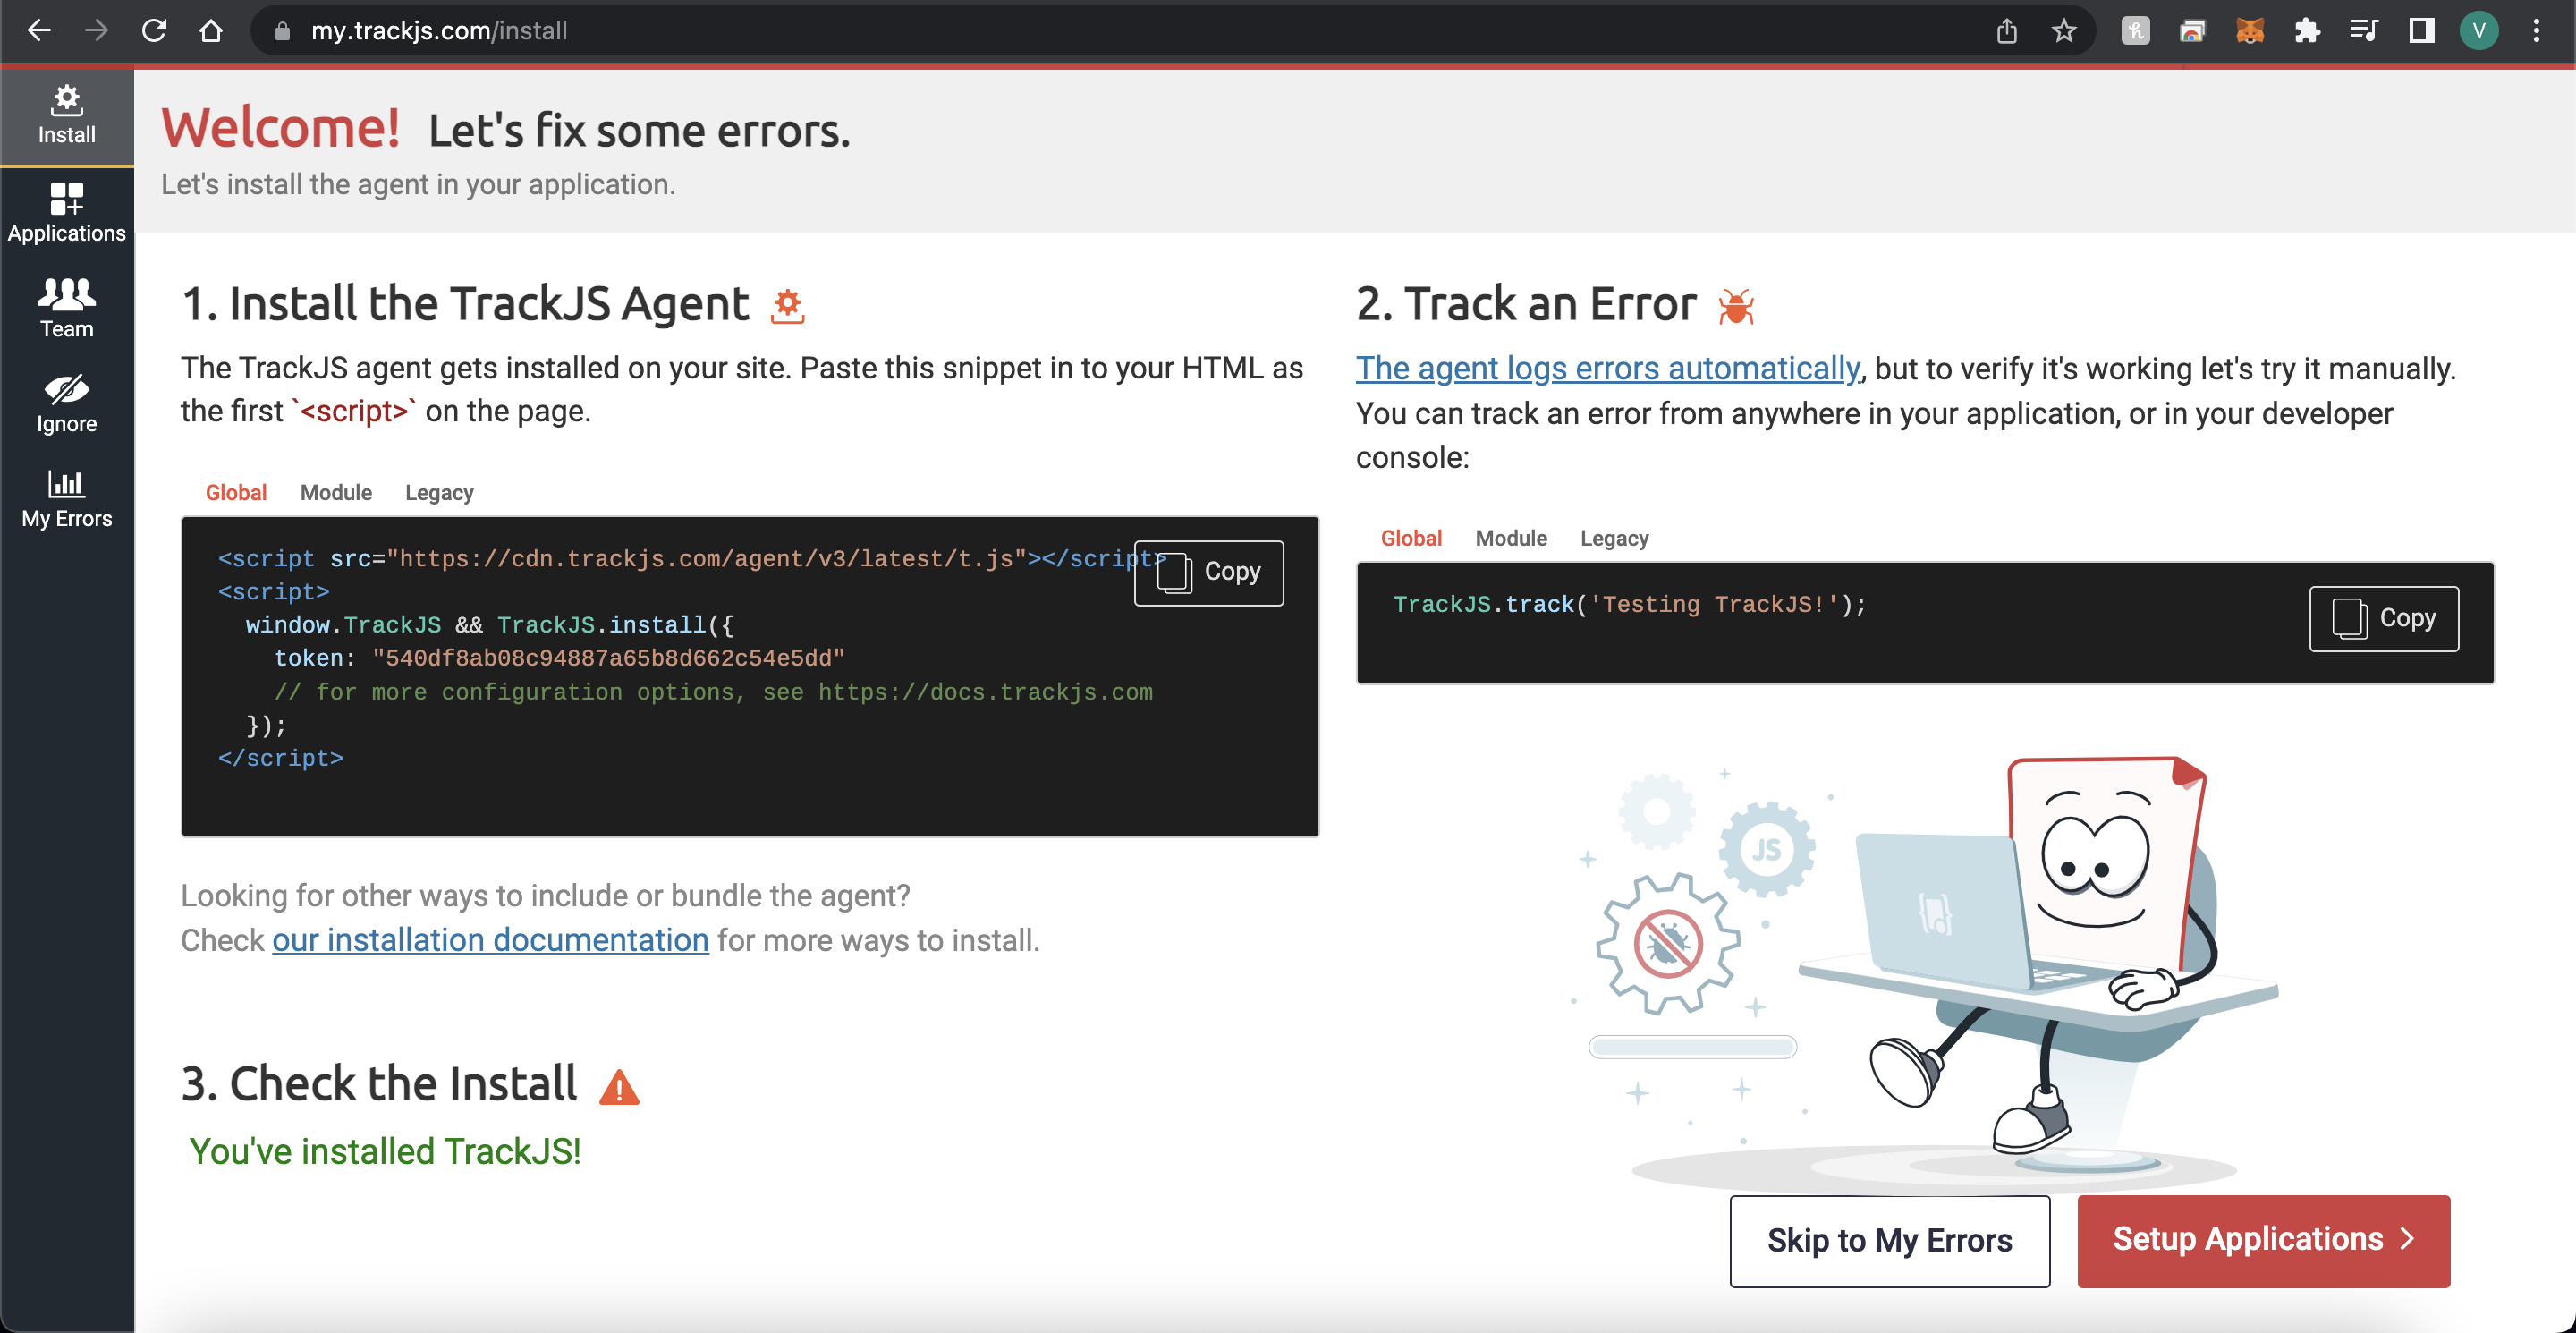 my.trackjs.com/install
V
Install
Applications
Team
Ignore
My Errors
Welcome! Let's fix some errors.
Let's install the agent in your application.
1. Install the TrackJS Agent
The TrackJS agent gets installed on your site. Paste this snippet in to your HTML as
the first `<script>` on the page.
Global Module Legacy
<script src="https://cdn.trackjs.com/agent/v3/latest/t.js"></script>
<script>
window.TrackJS && TrackJS.install({
token: "540df8ab08c94887a65b8d662c54e5dd"
// for more configuration options, see https://docs.trackjs.com
});
</script>
Copy
Looking for other ways to include or bundle the agent?
Check our installation documentation for more ways to install.
2. Track an Error
The agent logs errors automatically, but to verify it's working let's try it manually.
You can track an error from anywhere in your application, or in your developer
console:
Global Module Legacy
TrackJS.track('Testing TrackJS!');
Copy
JS
3. Check the Install
You've installed TrackJS!
Skip to My Errors
Setup Applications